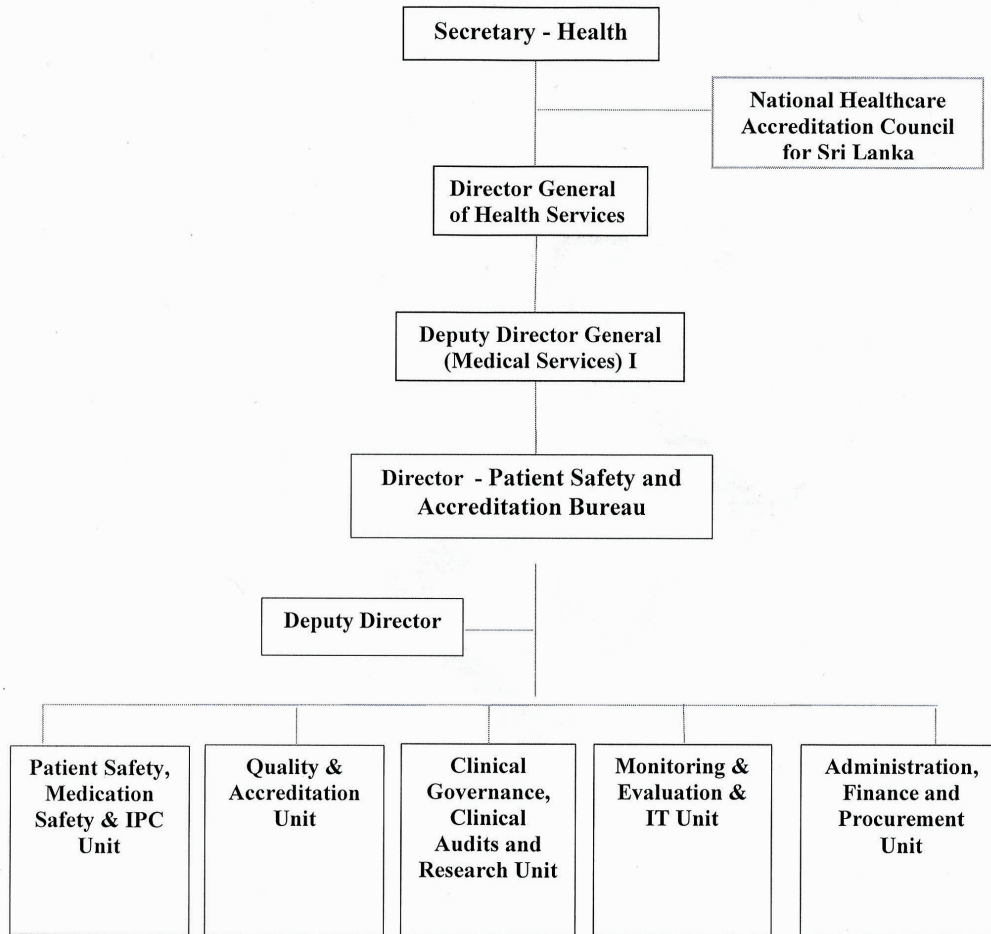 Secretary - Health
National Healthcare
Accreditation Council
for Sri Lanka
Director General
of Health Services
Deputy Director General
(Medical Services) I
Director - Patient Safety and
Accreditation Bureau
Deputy Director
Patient Safety,
Medication
Safety & IPC
Unit
Quality &
Accreditation
Unit
Clinical
Governance,
Clinical
Audits and
Research Unit
Monitoring &
Evaluation &
IT Unit
Administration,
Finance and
Procurement
Unit